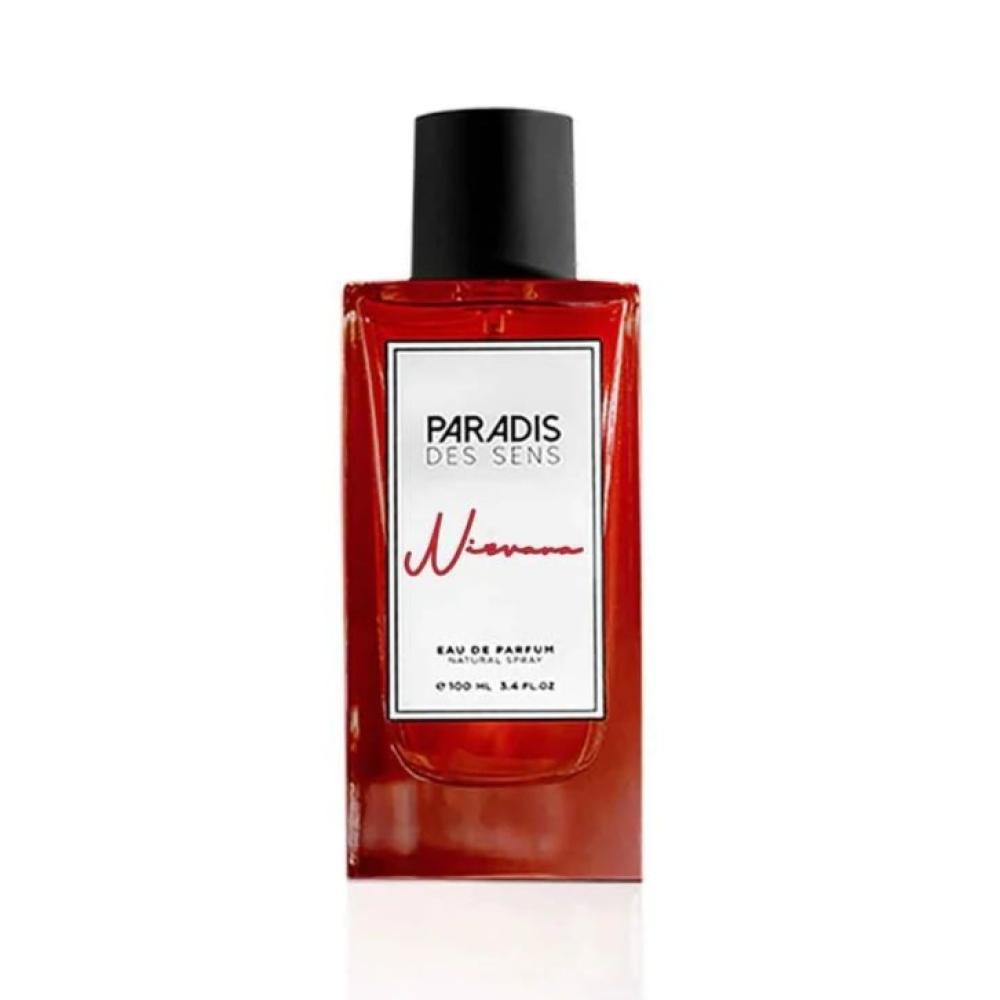 PARADIS
DES SENS
Nirvana
EAU DE PARFUM
NATURAL SPRAY
℮ 100 ML 3.4 FL.OZ